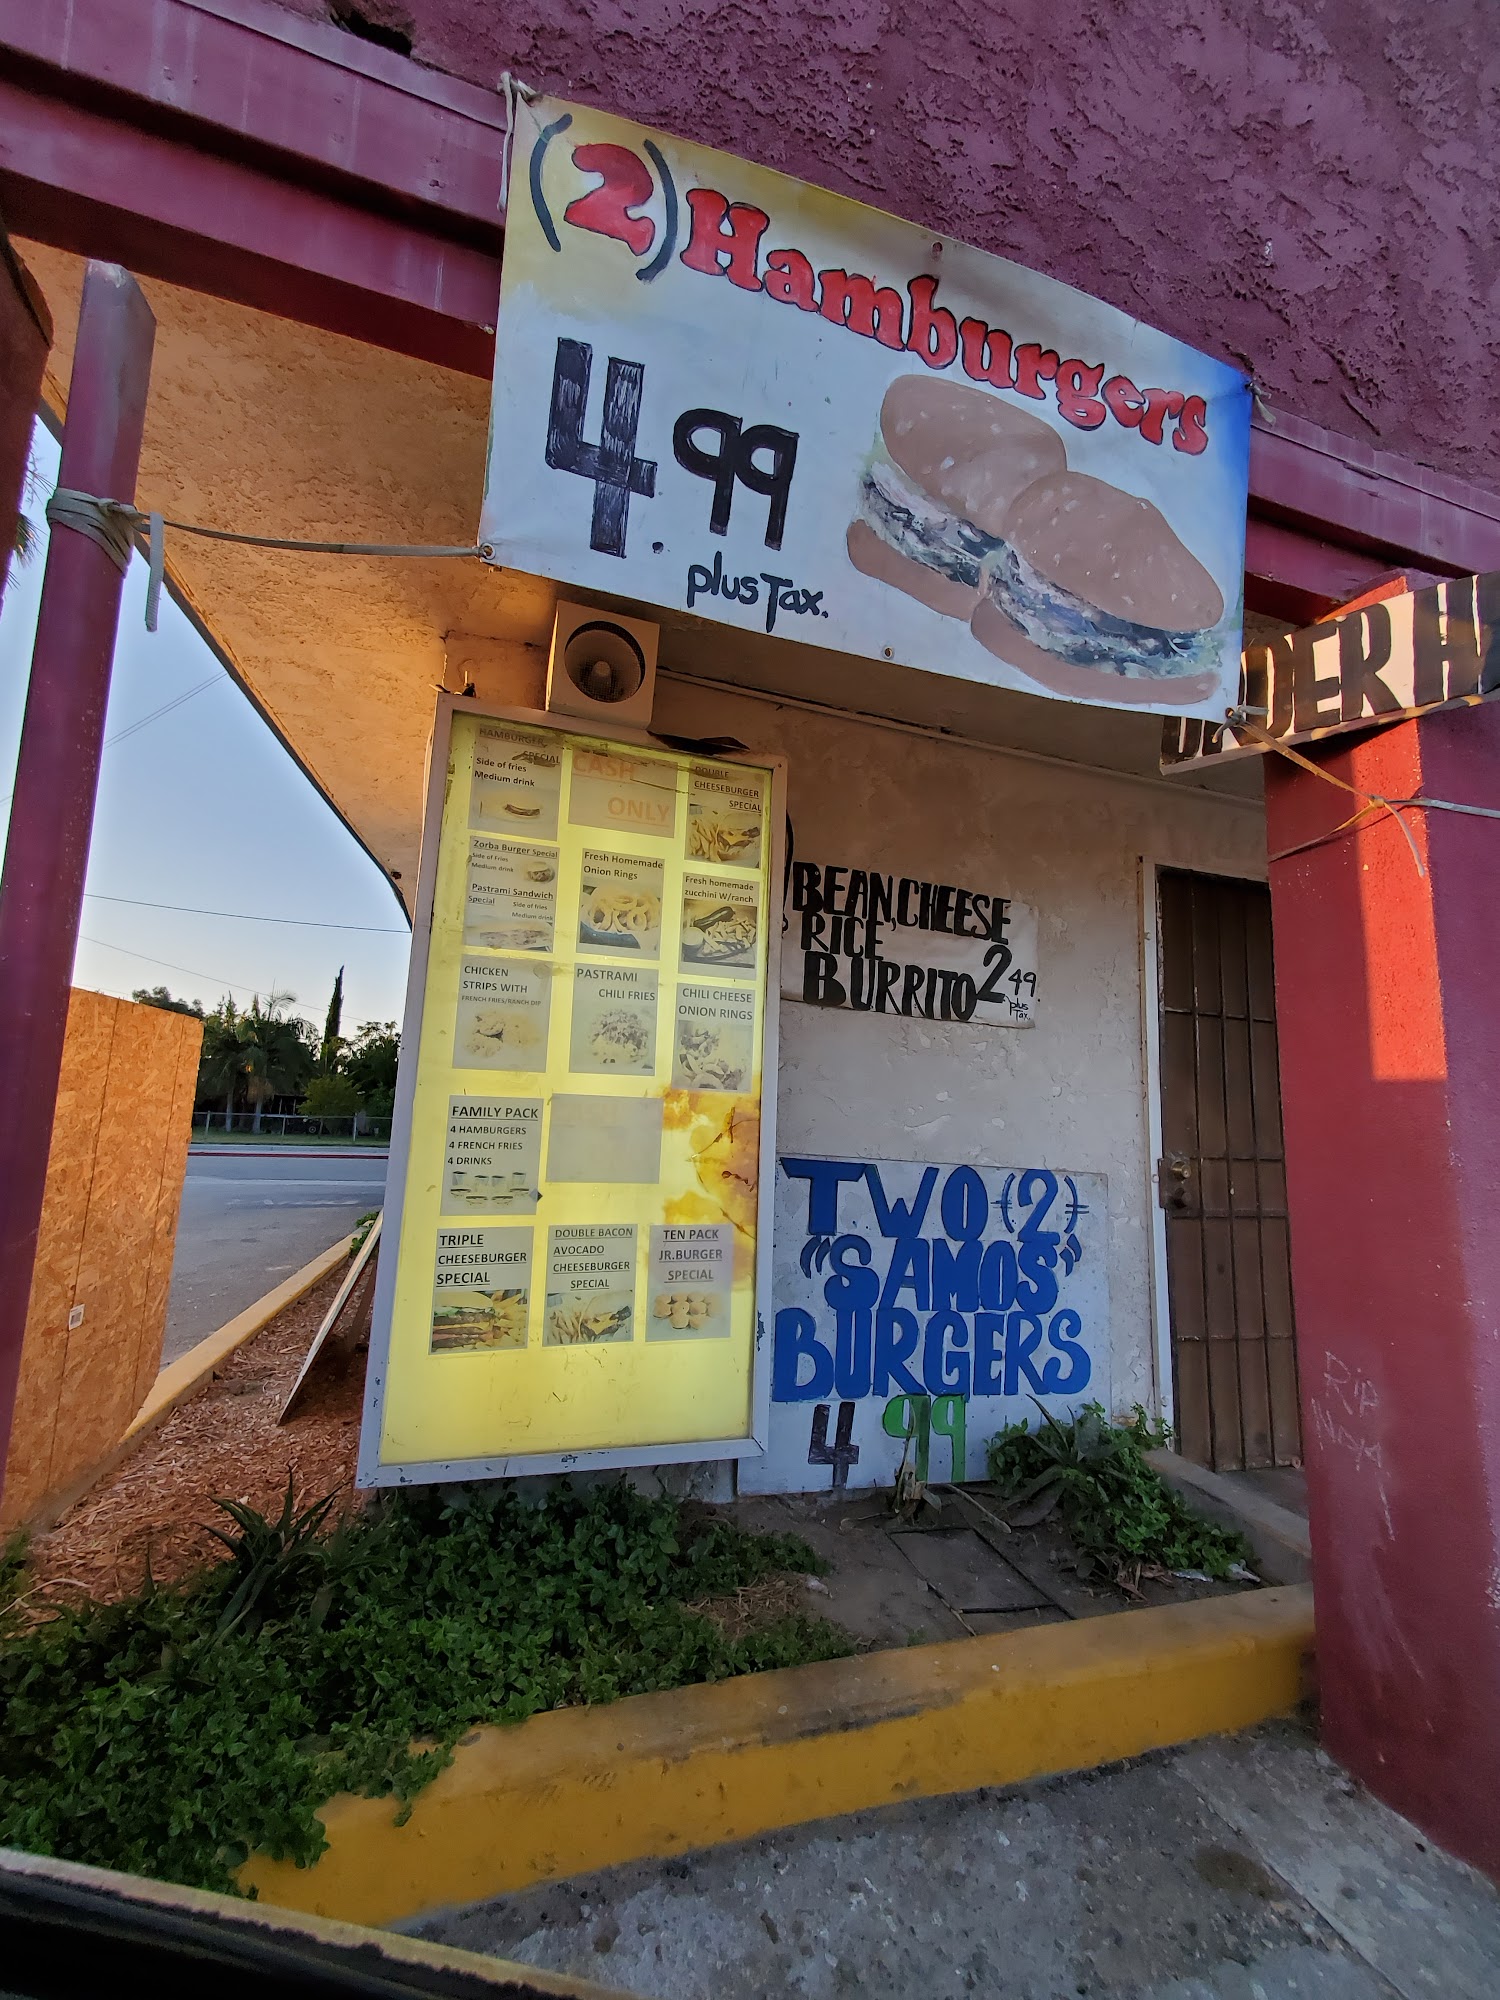 (2) Hamburgers
4.99
plus Tax.
HAMBURGER
SPECIAL
Side of fries
Medium drink
CASH
ONLY
DOUBLE
CHEESEBURGER
SPECIAL
Zorba Burger Special
Side of Fries
Medium drink
Pastrami Sandwich
Special
Side of fries
Medium drink
Fresh Homemade
Onion Rings
Fresh homemade
zucchini W/ranch
CHICKEN
STRIPS WITH
FRENCH FRIES/RANCH DIP
PASTRAMI
CHILI FRIES
CHILI CHEESE
ONION RINGS
FAMILY PACK
4 HAMBURGERS
4 FRENCH FRIES
4 DRINKS
TRIPLE
CHEESEBURGER
SPECIAL
DOUBLE BACON
AVOCADO
CHEESEBURGER
SPECIAL
TEN PACK
JR.BURGER
SPECIAL
BEAN, CHEESE
RICE
BURRITO 2 49
plus
Tax.
TWO (2)
"SAMOS"
BURGERS
4 99
DER H
RIP